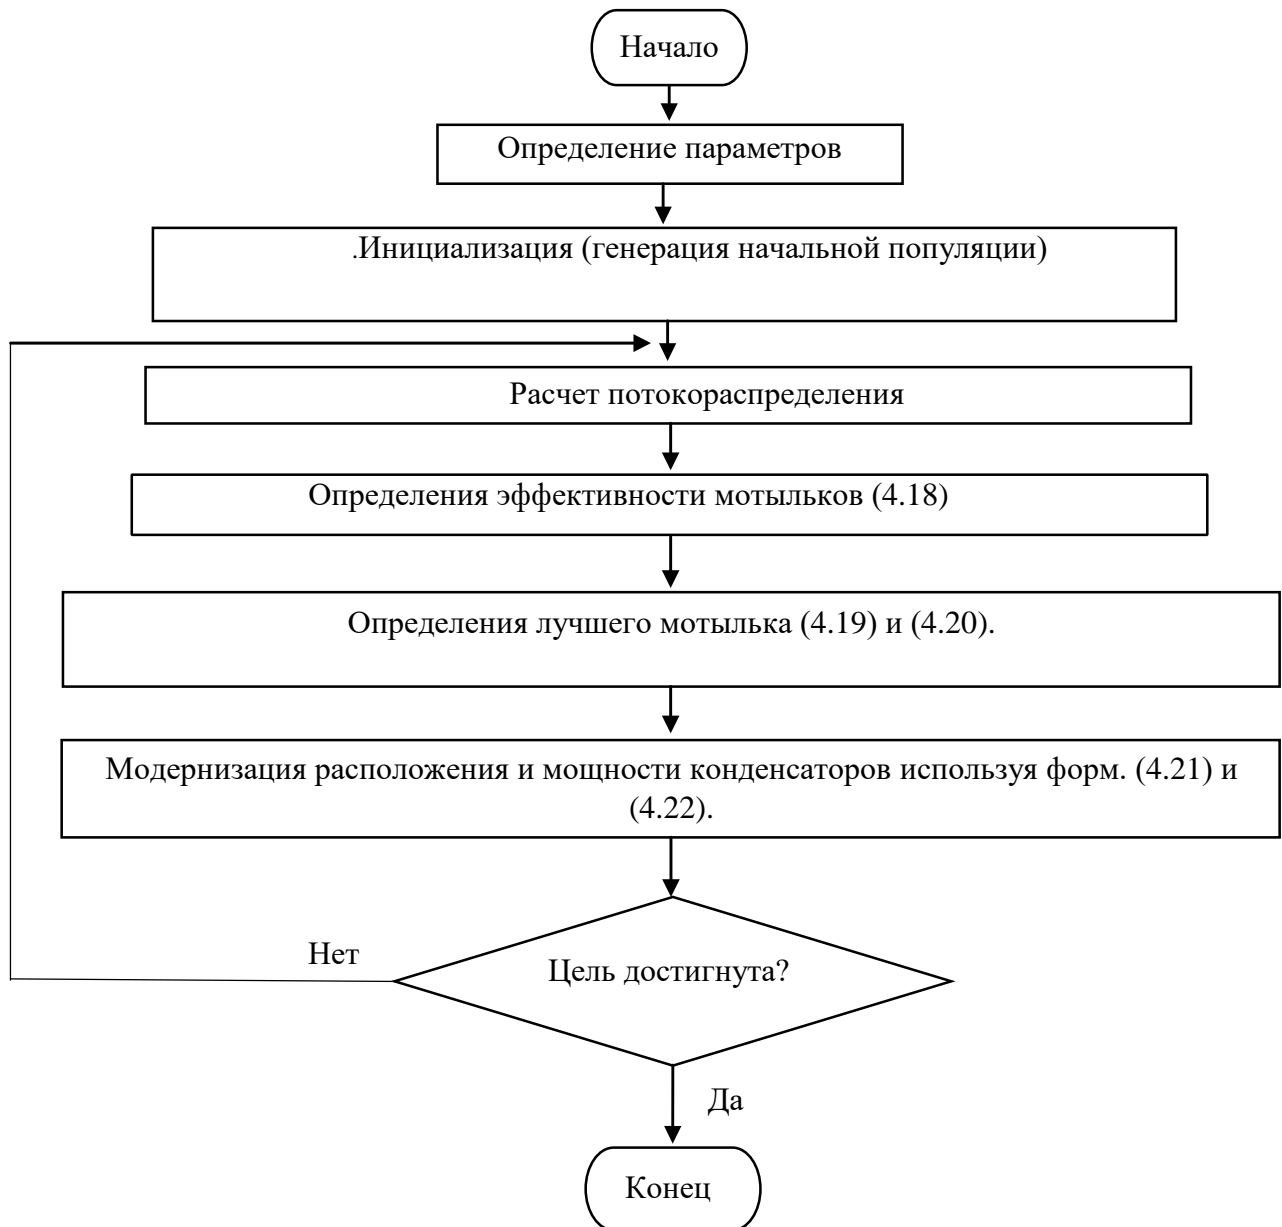 Начало
Определение параметров
.Инициализация (генерация начальной популяции)
Расчет потокораспределения
Определения эффективности мотыльков (4.18)
Определения лучшего мотылька (4.19) и (4.20).
Модернизация расположения и мощности конденсаторов используя форм. (4.21) и
(4.22).
Нет
Цель достигнута?
Да
Конец